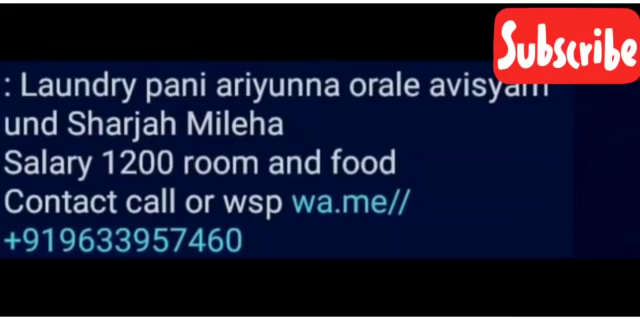 Subscribe
: Laundry pani ariyunna orale avisyam
und Sharjah Mileha
Salary 1200 room and food
Contact call or wsp wa.me//
+919633957460